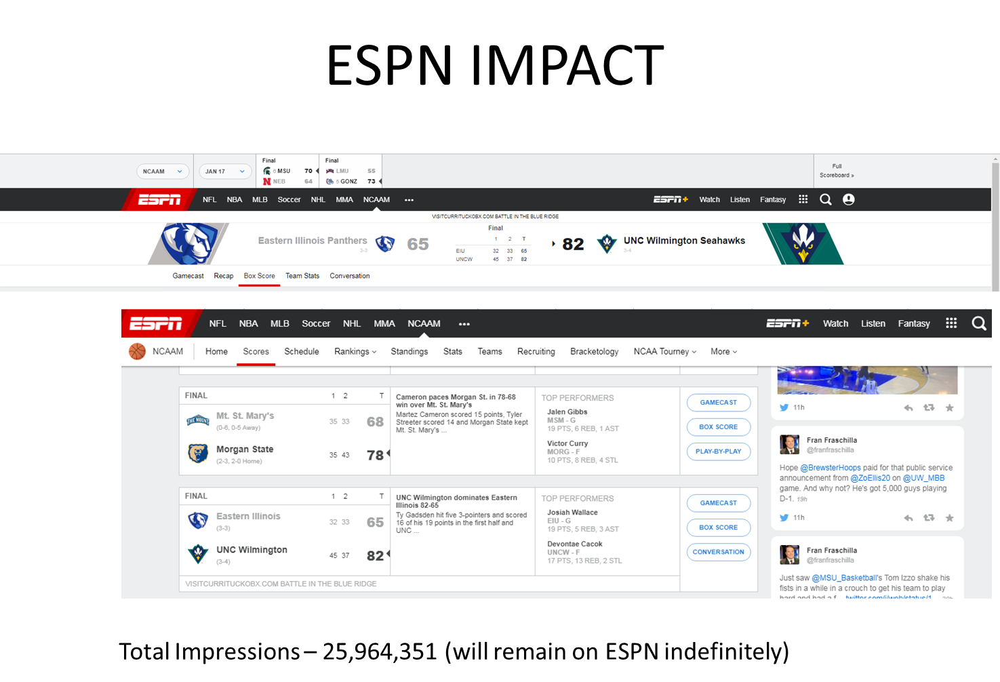 ESPN IMPACT
NCAAM
JAN 17
Final
6 MSU 70
NEB 64
Final
LMU 55
5 GONZ 73
Full
Scoreboard »
ESPN NFL NBA MLB Soccer NHL MMA NCAAM ••• ESPN+ Watch Listen Fantasy
VISITCURRITUCKOBX.COM BATTLE IN THE BLUE RIDGE
Eastern Illinois Panthers
3-3
65
Final
1 2 T
EIU 32 33 65
UNCW 45 37 82
82
UNC Wilmington Seahawks
3-4
Gamecast Recap Box Score Team Stats Conversation
ESPN NFL NBA MLB Soccer NHL MMA NCAAM ••• ESPN+ Watch Listen Fantasy
NCAAM Home Scores Schedule Rankings Standings Stats Teams Recruiting Bracketology NCAA Tourney More
FINAL 1 2 T
THE MOUNT
Mt. St. Mary's
(0-6, 0-5 Away)
35 33 68
Morgan State
(2-3, 2-0 Home)
35 43 78
Cameron paces Morgan St. in 78-68
win over Mt. St. Mary's
Martez Cameron scored 15 points, Tyler
Streeter scored 14 and Morgan State kept
Mt. St. Mary's ...
TOP PERFORMERS
Jalen Gibbs
MSM - G
19 PTS, 6 REB, 1 AST
Victor Curry
MORG - F
10 PTS, 8 REB, 4 STL
GAMECAST
BOX SCORE
PLAY-BY-PLAY
FINAL 1 2 T
Eastern Illinois
(3-3)
32 33 65
UNC Wilmington
(3-4)
45 37 82
UNC Wilmington dominates Eastern
Illinois 82-65
Ty Gadsden hit five 3-pointers and scored
16 of his 19 points in the first half and
UNC ...
TOP PERFORMERS
Josiah Wallace
EIU - G
19 PTS, 5 REB, 3 AST
Devontae Cacok
UNCW - F
17 PTS, 13 REB, 2 STL
GAMECAST
BOX SCORE
CONVERSATION
VISITCURRITUCKOBX.COM BATTLE IN THE BLUE RIDGE
11h
Fran Fraschilla
@franfraschilla
Hope @BrewsterHoops paid for that public service
announcement from @ZoEllis20 on @UW_MBB
game. And why not? He's got 5,000 guys playing
D-1. 19h
11h
Fran Fraschilla
@franfraschilla
Just saw @MSU_Basketball's Tom Izzo shake his
fists in a while in a crouch to get his team to play
hard and had a f... twitter.com/i/web/status/1...
Total Impressions – 25,964,351 (will remain on ESPN indefinitely)